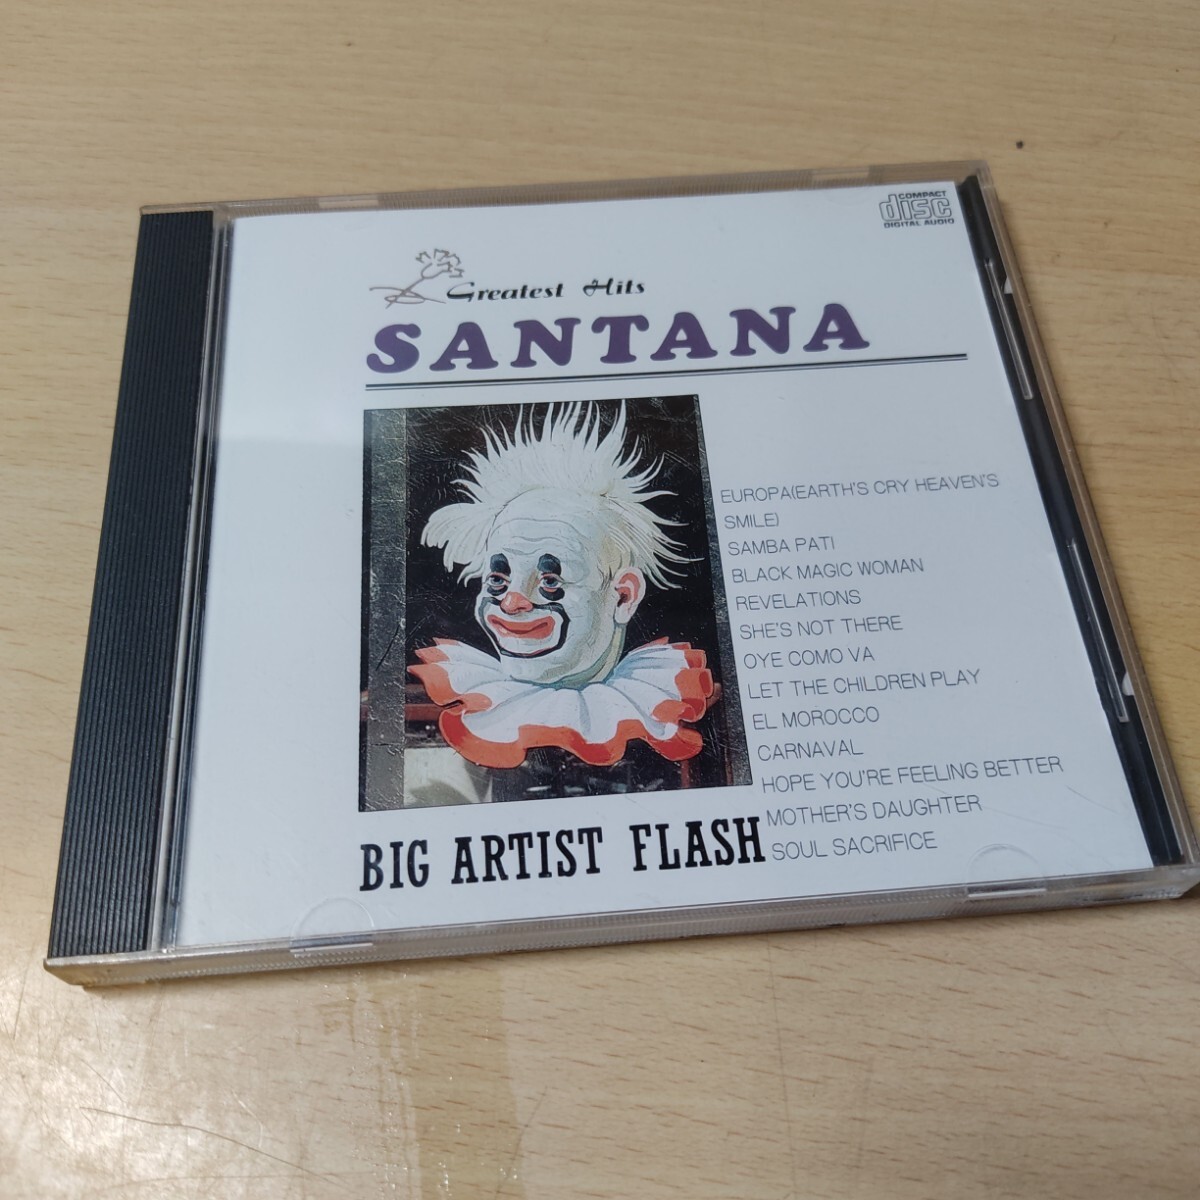 COMPACT
disc
DIGITAL AUDIO
Greatest Hits
SANTANA
EUROPA(EARTH'S CRY HEAVEN'S
SMILE)
SAMBA PATI
BLACK MAGIC WOMAN
REVELATIONS
SHE'S NOT THERE
OYE COMO VA
LET THE CHILDREN PLAY
EL MOROCCO
CARNAVAL
HOPE YOU'RE FEELING BETTER
MOTHER'S DAUGHTER
SOUL SACRIFICE
BIG ARTIST FLASH